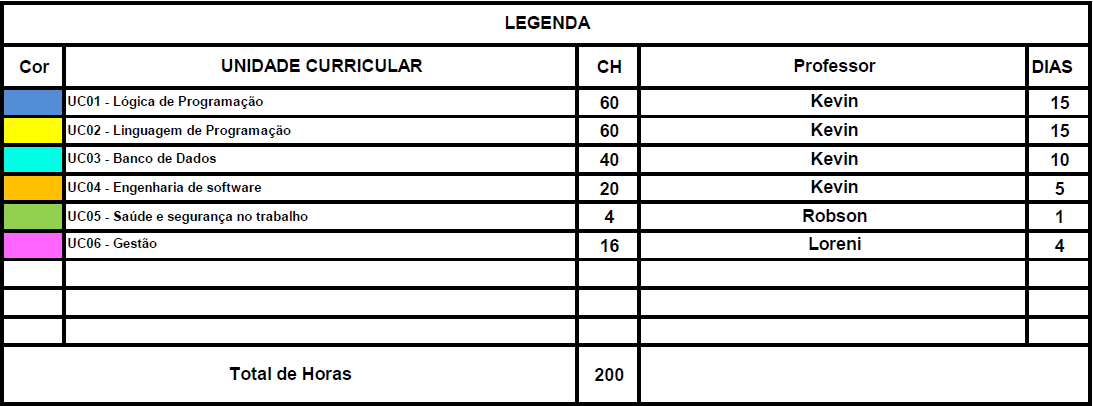 LEGENDA
Cor UNIDADE CURRICULAR CH Professor DIAS
UC01 - Lógica de Programação 60 Kevin 15
UC02 - Linguagem de Programação 60 Kevin 15
UC03 - Banco de Dados 40 Kevin 10
UC04 - Engenharia de software 20 Kevin 5
UC05 - Saúde e segurança no trabalho 4 Robson 1
UC06 - Gestão 16 Loreni 4
Total de Horas 200